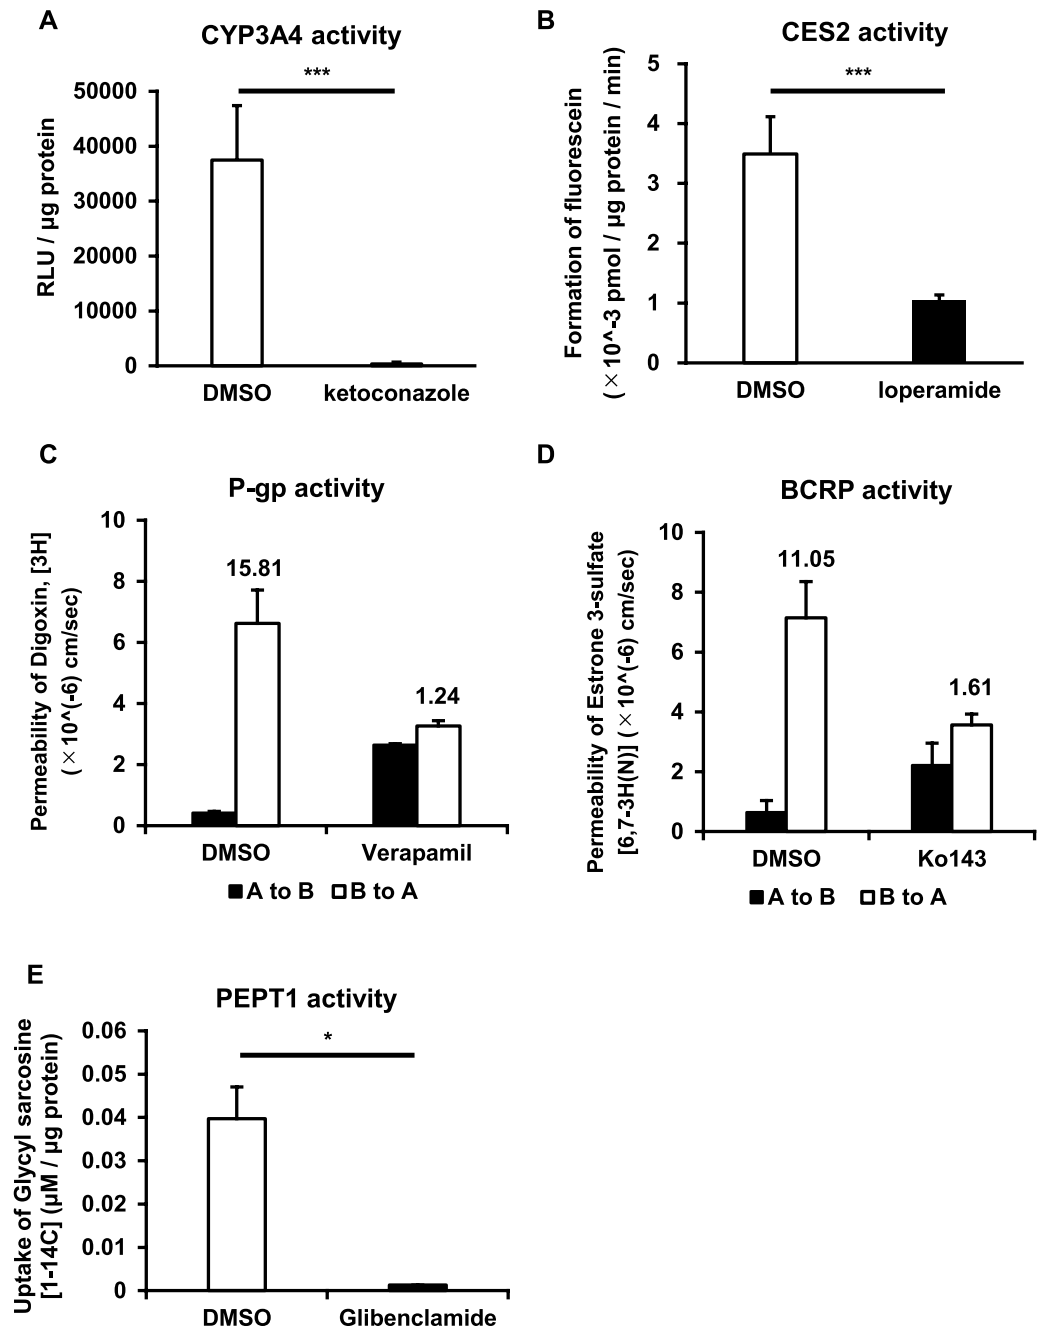 A
CYP3A4 activity
***
50000
40000
30000
20000
10000
0
RLU / µg protein
DMSO
ketoconazole
B
CES2 activity
***
5
4
3
2
1
0
Formation of fluorescein
(×10^-3 pmol / µg protein / min)
DMSO
loperamide
C
P-gp activity
10
8
6
4
2
0
Permeability of Digoxin, [3H]
(×10^(-6) cm/sec)
15.81
1.24
DMSO
Verapamil
A to B
B to A
D
BCRP activity
10
8
6
4
2
0
Permeability of Estrone 3-sulfate
[6,7-3H(N)] (×10^(-6) cm/sec)
11.05
1.61
DMSO
Ko143
A to B
B to A
E
PEPT1 activity
*
0.06
0.05
0.04
0.03
0.02
0.01
0
Uptake of Glycyl sarcosine
[1-14C] (µM / µg protein)
DMSO
Glibenclamide